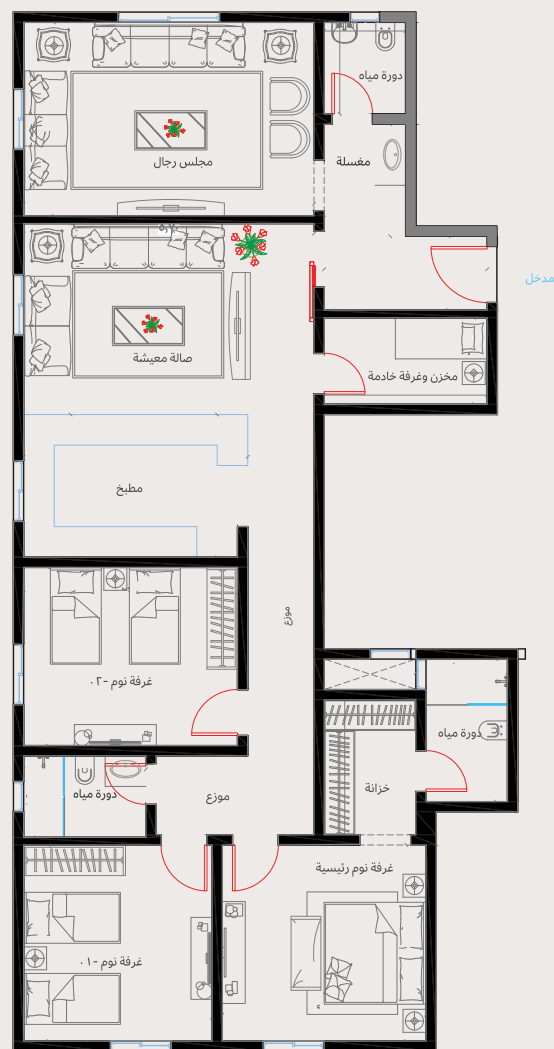 دورة مياه
مجلس رجال
مغسلة
مدخل
صالة معيشة
مخزن وغرفة خادمة
مطبخ
موزع
غرفة نوم -٠٢
دورة مياه
خزانة
دورة مياه
موزع
غرفة نوم رئيسية
غرفة نوم -٠١